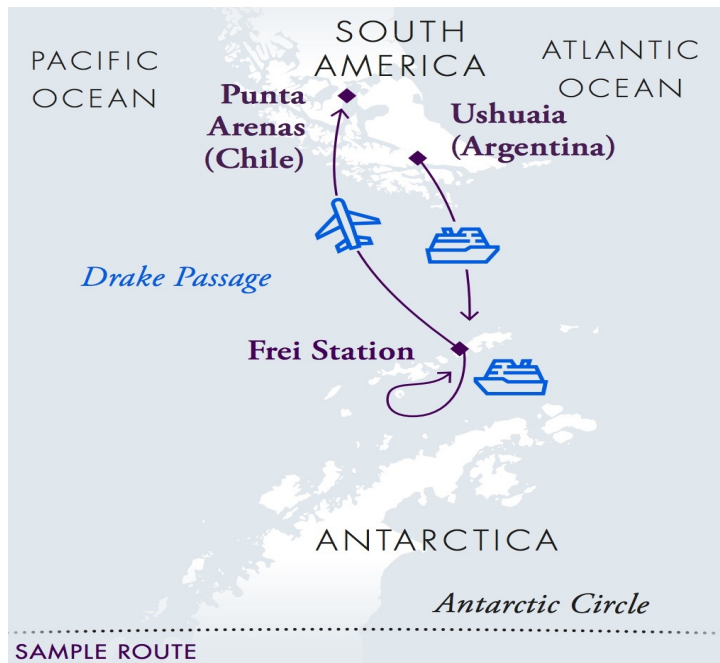 SOUTH
AMERICA
PACIFIC
OCEAN
ATLANTIC
OCEAN
Punta
Arenas
(Chile)
Ushuaia
(Argentina)
Drake Passage
Frei Station
ANTARCTICA
Antarctic Circle
SAMPLE ROUTE